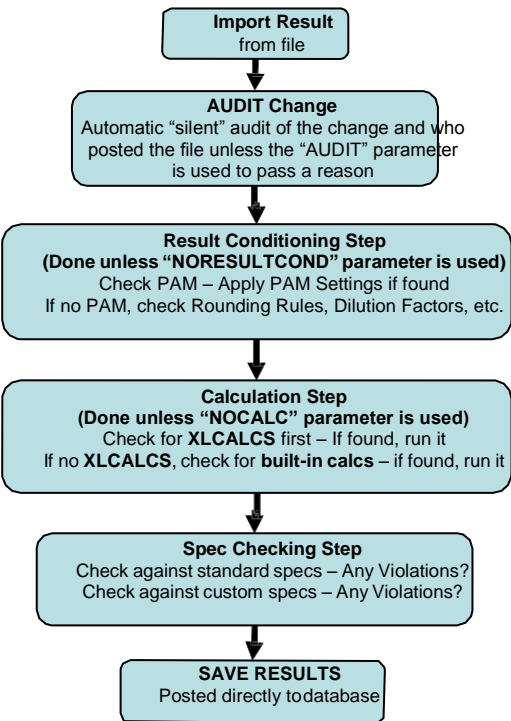 Import Result
from file
AUDIT Change
Automatic “silent” audit of the change and who
posted the file unless the “AUDIT” parameter
is used to pass a reason
Result Conditioning Step
(Done unless “NORESULTCOND” parameter is used)
Check PAM – Apply PAM Settings if found
If no PAM, check Rounding Rules, Dilution Factors, etc.
Calculation Step
(Done unless “NOCALC” parameter is used)
Check for XLCALCS first – If found, run it
If no XLCALCS, check for built-in calcs – if found, run it
Spec Checking Step
Check against standard specs – Any Violations?
Check against custom specs – Any Violations?
SAVE RESULTS
Posted directly todatabase